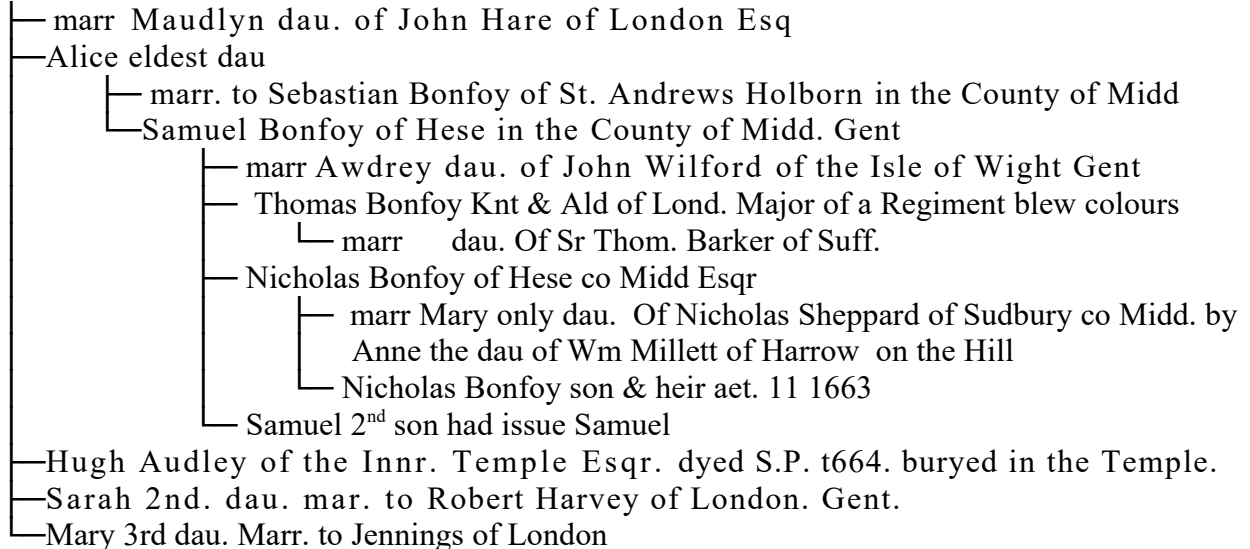 marr Maudlyn dau. of John Hare of London Esq
Alice eldest dau
marr. to Sebastian Bonfoy of St. Andrews Holborn in the County of Midd
Samuel Bonfoy of Hese in the County of Midd. Gent
marr Awdrey dau. of John Wilford of the Isle of Wight Gent
Thomas Bonfoy Knt & Ald of Lond. Major of a Regiment blew colours
marr dau. Of Sr Thom. Barker of Suff.
Nicholas Bonfoy of Hese co Midd Esqr
marr Mary only dau. Of Nicholas Sheppard of Sudbury co Midd. by
Anne the dau of Wm Millett of Harrow on the Hill
Nicholas Bonfoy son & heir aet. 11 1663
Samuel 2nd son had issue Samuel
Hugh Audley of the Innr. Temple Esqr. dyed S.P. t664. buryed in the Temple.
Sarah 2nd. dau. mar. to Robert Harvey of London. Gent.
Mary 3rd dau. Marr. to Jennings of London